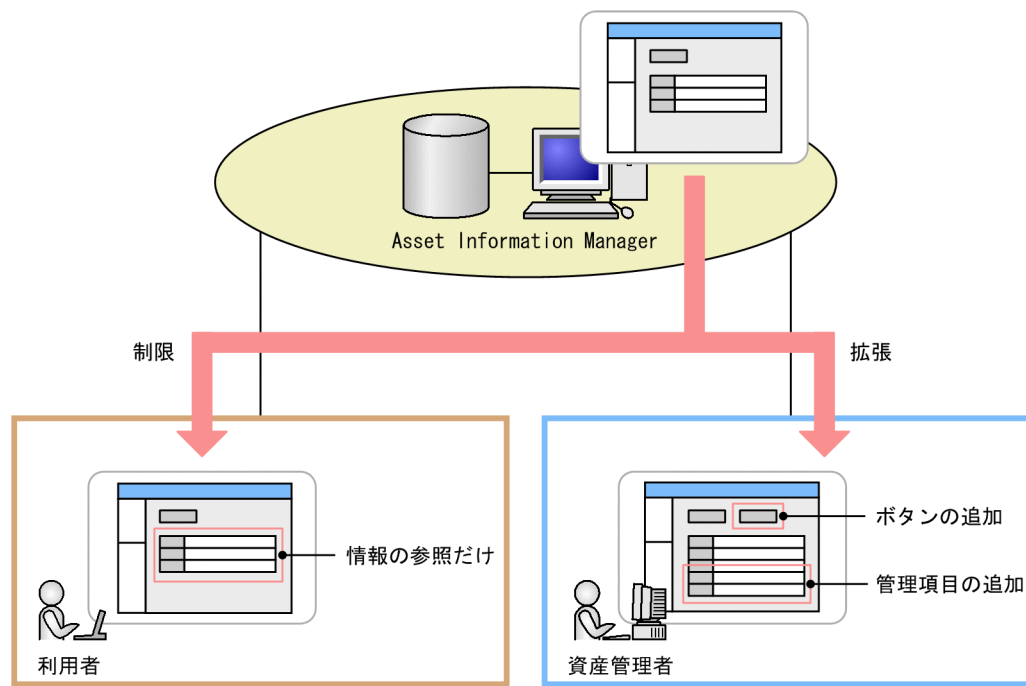 Asset Information Manager
制限
拡張
情報の参照だけ
ボタンの追加
管理項目の追加
利用者
資産管理者